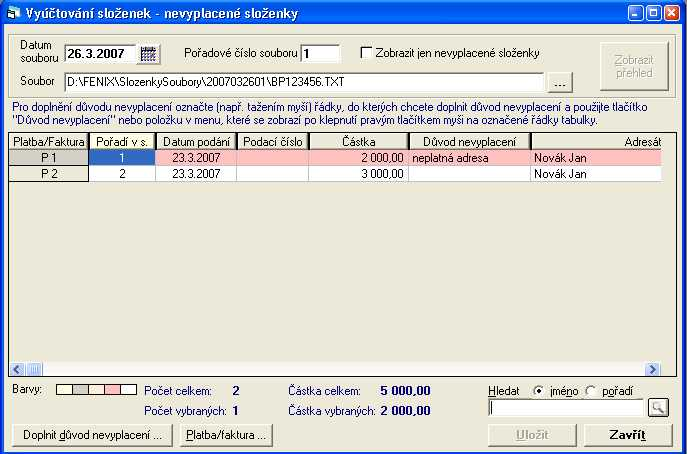 Vyúčtování složenek - nevyplacené složenky
Datum souboru 26.3.2007 Pořadové číslo souboru 1 Zobrazit jen nevyplacené složenky Zobrazit přehled
Soubor D:\FENIX\SlozenkySoubory\2007032601\BP123456.TXT ...
Pro doplnění důvodu nevyplacení označte (např. tažením myší) řádky, do kterých chcete doplnit důvod nevyplacení a použijte tlačítko
"Důvod nevyplacení" nebo položku v menu, které se zobrazí po klepnutí pravým tlačítkem myši na označené řádky tabulky.
Platba/Faktura Pořadí v s. Datum podání Podací číslo Částka Důvod nevyplacení Adresát
P 1 1 23.3.2007 2 000,00 neplatná adresa Novák Jan
P 2 2 23.3.2007 3 000,00 Novák Jan
Barvy: Počet celkem: 2 Částka celkem: 5 000,00 Hledat jméno pořadí
Počet vybraných: 1 Částka vybraných: 2 000,00
Doplnit důvod nevyplacení ... Platba/faktura ... Uložit Zavřít